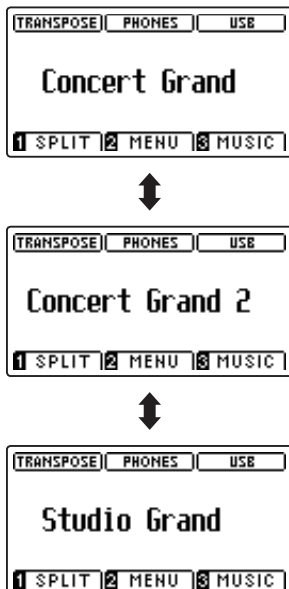 TRANSPOSE PHONES USB
Concert Grand
1 SPLIT 2 MENU 3 MUSIC
TRANSPOSE PHONES USB
Concert Grand 2
1 SPLIT 2 MENU 3 MUSIC
TRANSPOSE PHONES USB
Studio Grand
1 SPLIT 2 MENU 3 MUSIC